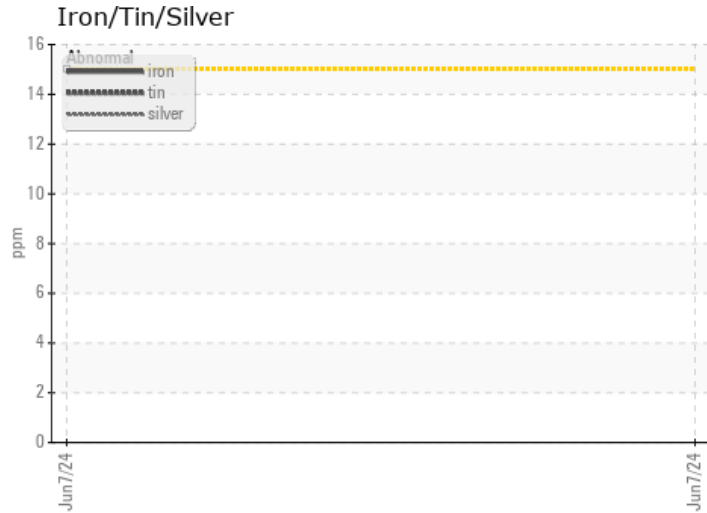 Iron/Tin/Silver
16
14
12
10
8
6
4
2
0
ppm
Abnormal
iron
tin
silver
Jun7/24
Jun7/24